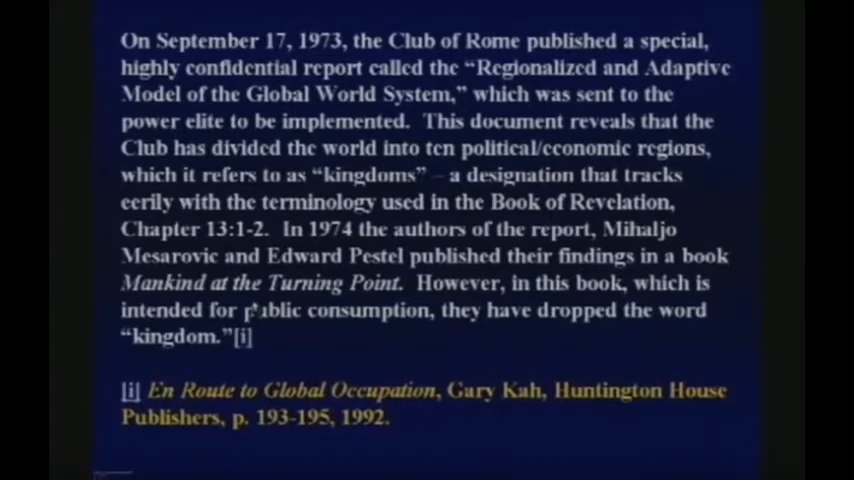 On September 17, 1973, the Club of Rome published a special,
highly confidential report called the “Regionalized and Adaptive
Model of the Global World System,” which was sent to the
power elite to be implemented. This document reveals that the
Club has divided the world into ten political/economic regions,
which it refers to as “kingdoms” – a designation that tracks
eerily with the terminology used in the Book of Revelation,
Chapter 13:1-2. In 1974 the authors of the report, Mihaljo
Mesarovic and Edward Pestel published their findings in a book
Mankind at the Turning Point. However, in this book, which is
intended for public consumption, they have dropped the word
“kingdom.”[i]
[i] En Route to Global Occupation, Gary Kah, Huntington House
Publishers, p. 193-195, 1992.